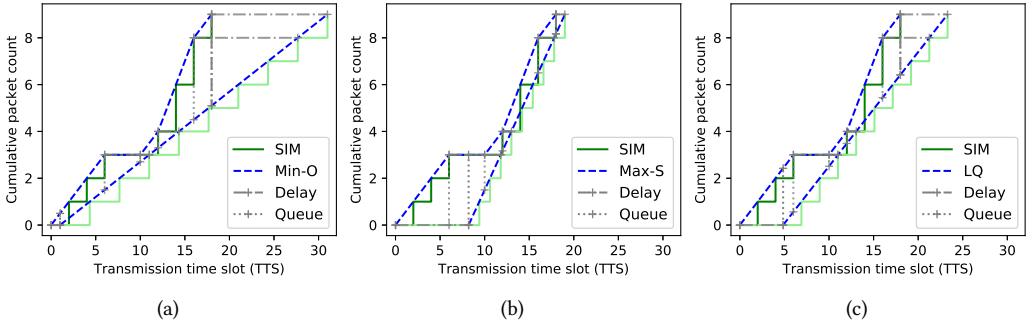 Cumulative packet count
8
6
4
2
0
SIM
Min-O
Delay
Queue
0 5 10 15 20 25 30
Transmission time slot (TTS)
(a)
Cumulative packet count
8
6
4
2
0
SIM
Max-S
Delay
Queue
0 5 10 15 20 25 30
Transmission time slot (TTS)
(b)
Cumulative packet count
8
6
4
2
0
SIM
LQ
Delay
Queue
0 5 10 15 20 25 30
Transmission time slot (TTS)
(c)